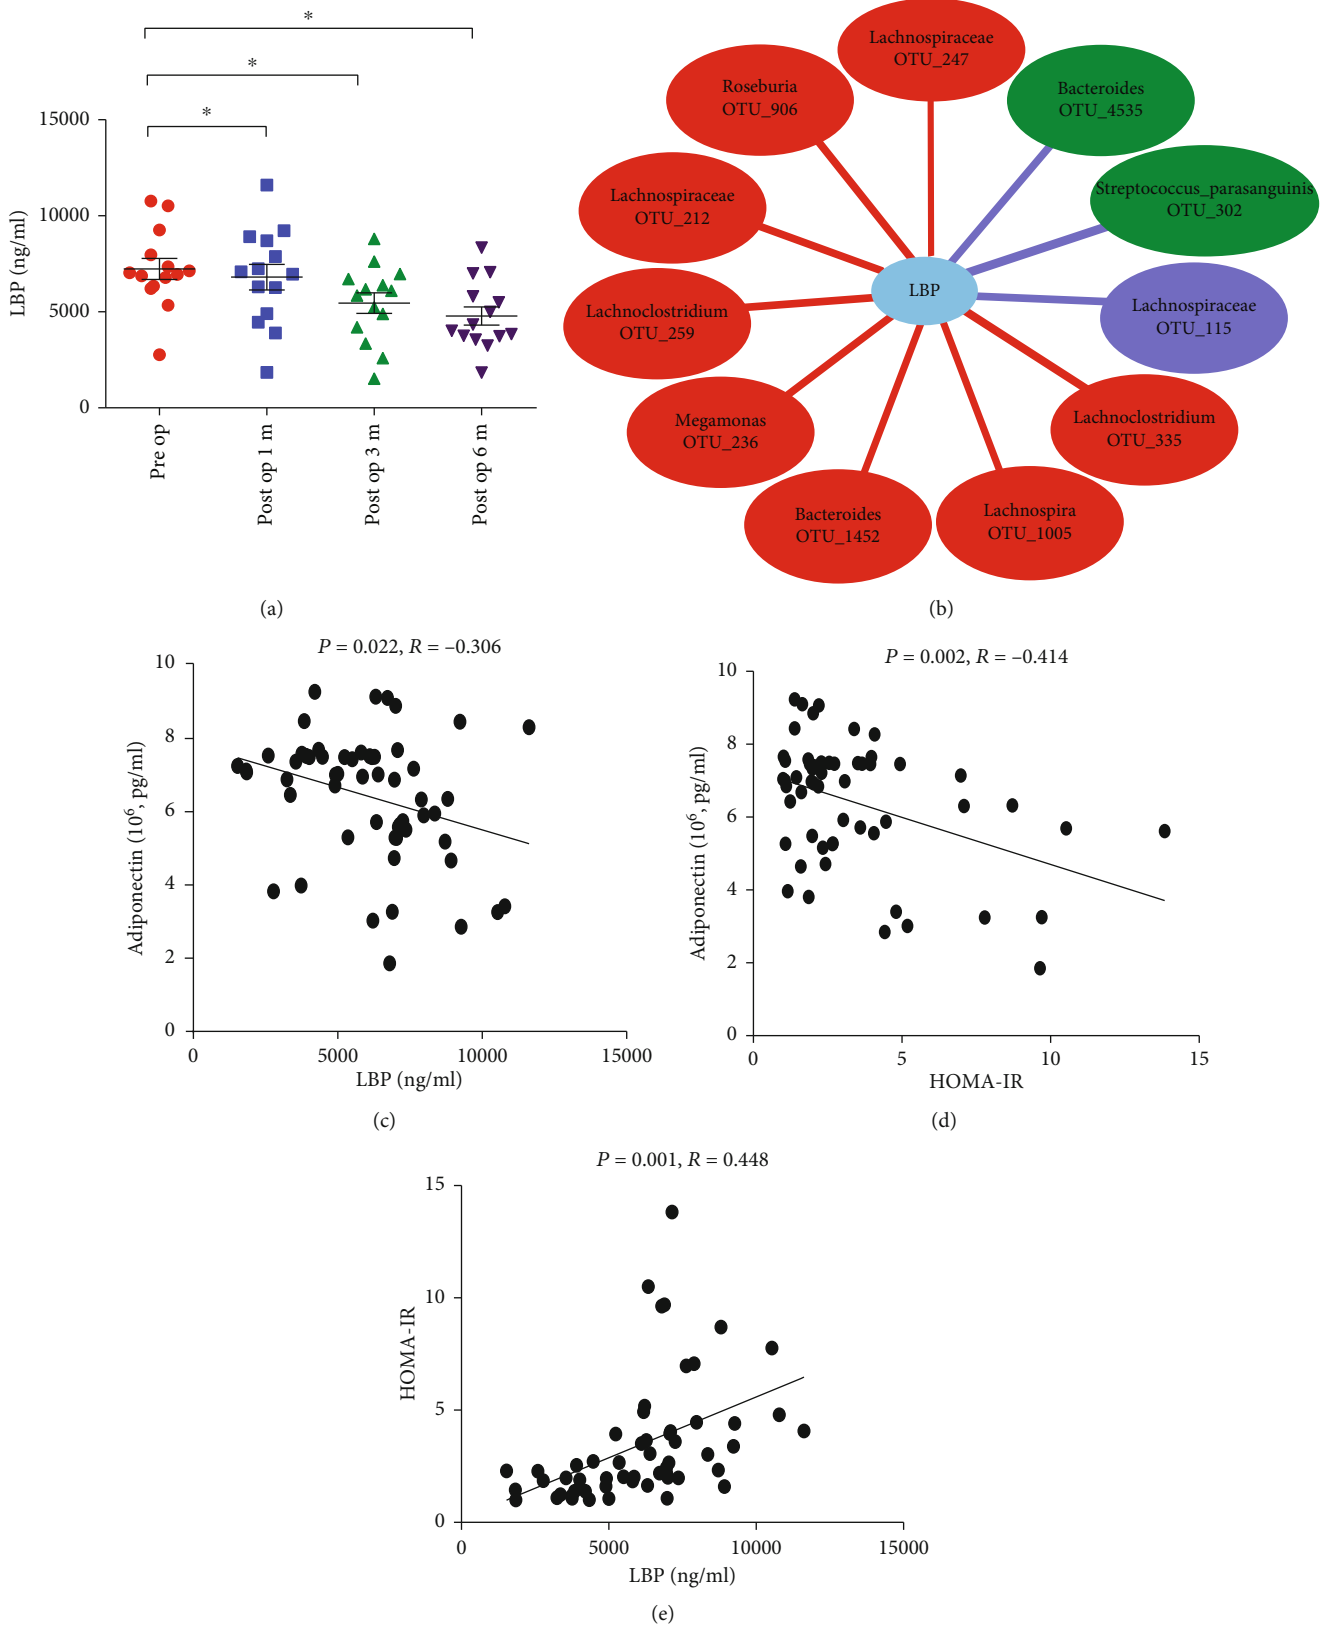 *
*
*
15000
10000
5000
0
LBP (ng/ml)
Pre op
Post op 1 m
Post op 3 m
Post op 6 m
(a)
Lachnospiraceae
OTU_247
Roseburia
OTU_906
Bacteroides
OTU_4535
Lachnospiraceae
OTU_212
Streptococcus_parasanguinis
OTU_302
LBP
Lachnoclostridium
OTU_259
Lachnospiraceae
OTU_115
Megamonas
OTU_236
Lachnoclostridium
OTU_335
Bacteroides
OTU_1452
Lachnospira
OTU_1005
(b)
P = 0.022, R = –0.306
10
8
6
4
2
0
Adiponectin (10⁶, pg/ml)
0 5000 10000 15000
LBP (ng/ml)
(c)
P = 0.002, R = –0.414
10
8
6
4
2
0
Adiponectin (10⁶, pg/ml)
0 5 10 15
HOMA-IR
(d)
P = 0.001, R = 0.448
15
10
5
0
HOMA-IR
0 5000 10000 15000
LBP (ng/ml)
(e)